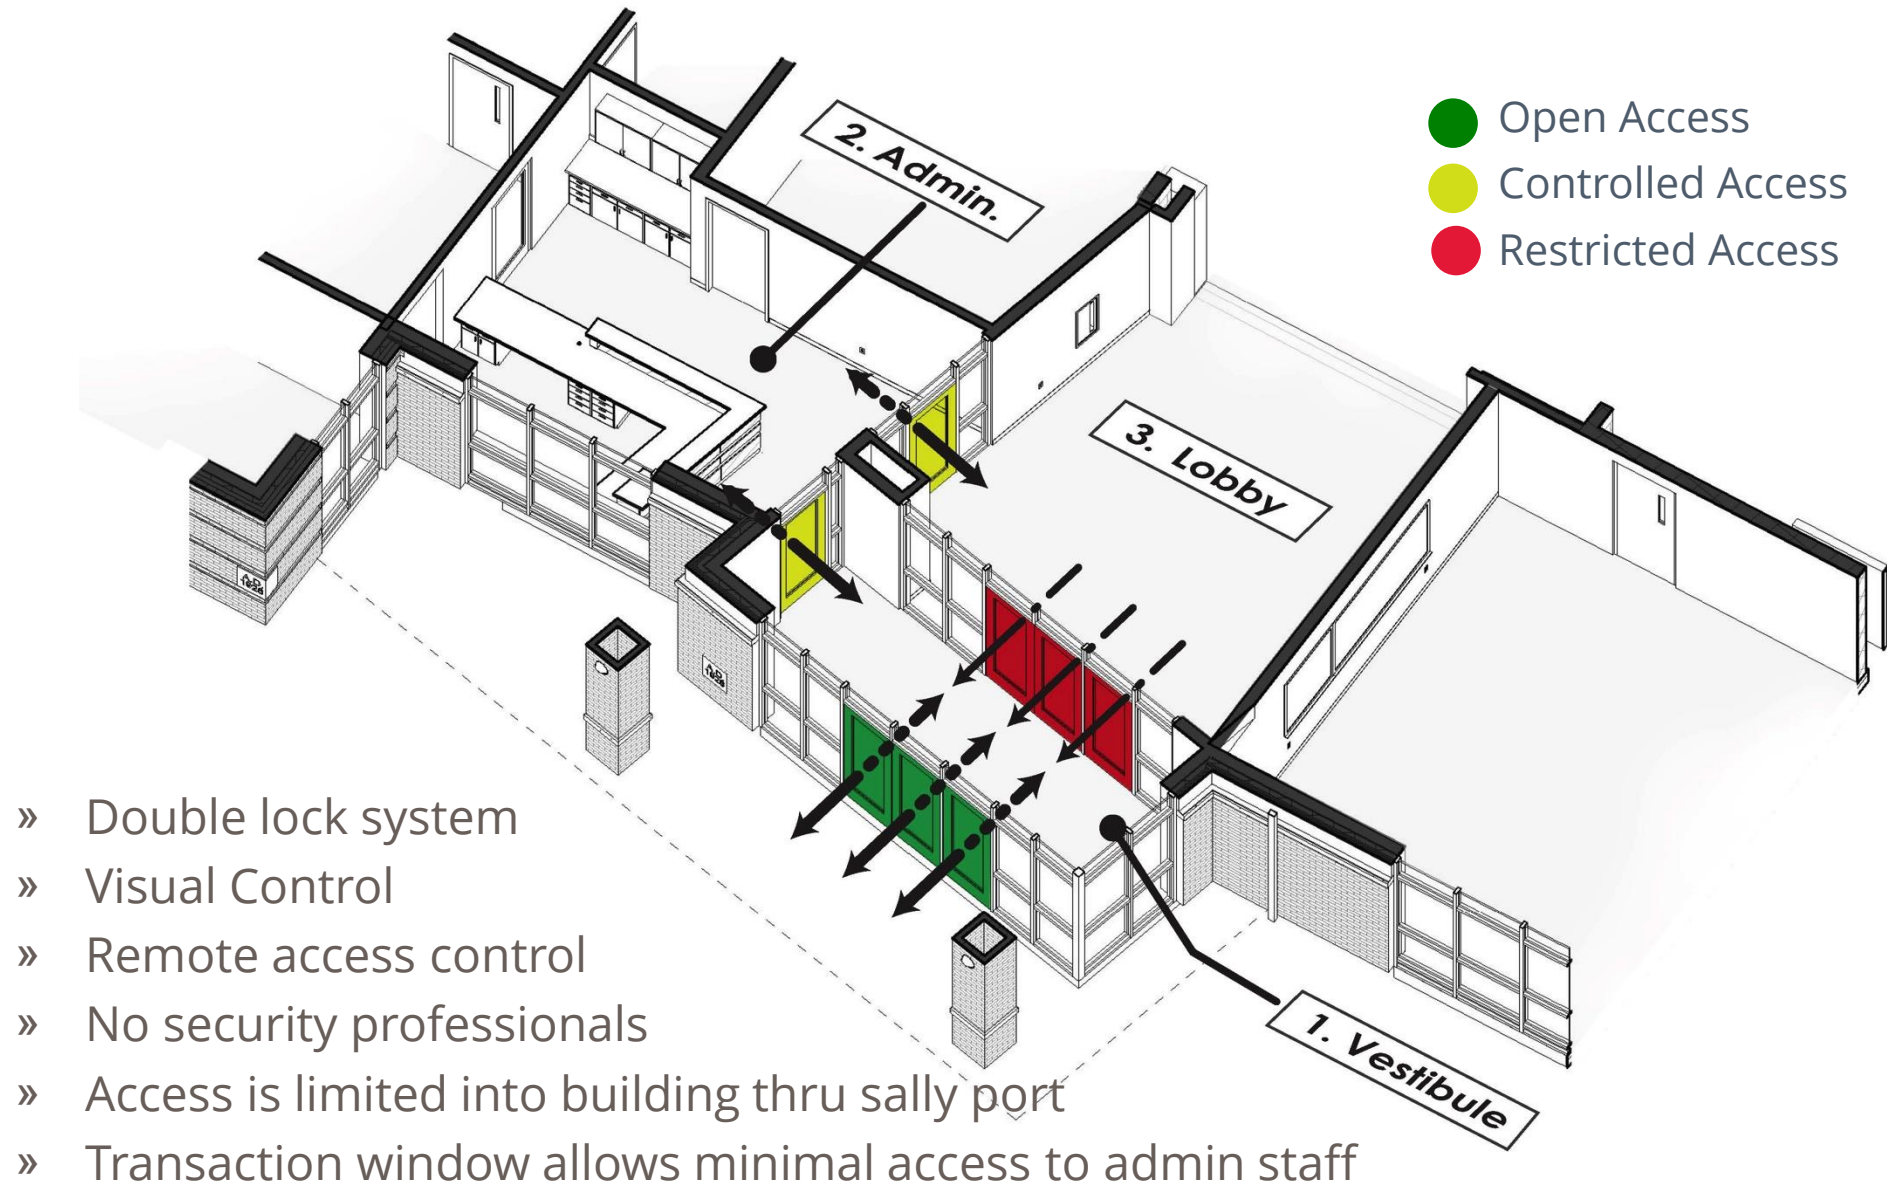 2. Admin.
Open Access
Controlled Access
Restricted Access
3. Lobby
A.D.
1926
A.D.
1926
» Double lock system
» Visual Control
» Remote access control
» No security professionals
» Access is limited into building thru sally port
» Transaction window allows minimal access to admin staff
1. Vestibule